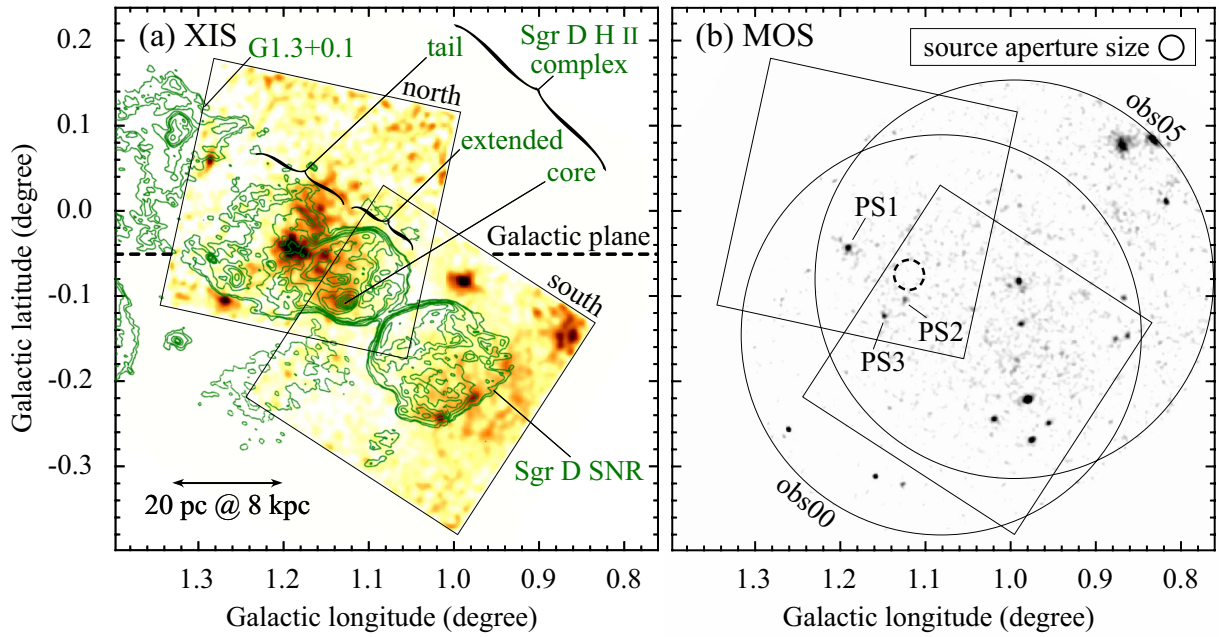 (a) XIS
G1.3+0.1
tail
Sgr D H II
complex
north
extended
core
Galactic plane
south
Sgr D SNR
20 pc @ 8 kpc
0.2
0.1
0.0
-0.1
-0.2
-0.3
Galactic latitude (degree)
1.3 1.2 1.1 1.0 0.9 0.8
Galactic longitude (degree)
(b) MOS
source aperture size
obs05
PS1
PS2
PS3
obs00
1.3 1.2 1.1 1.0 0.9 0.8
Galactic longitude (degree)